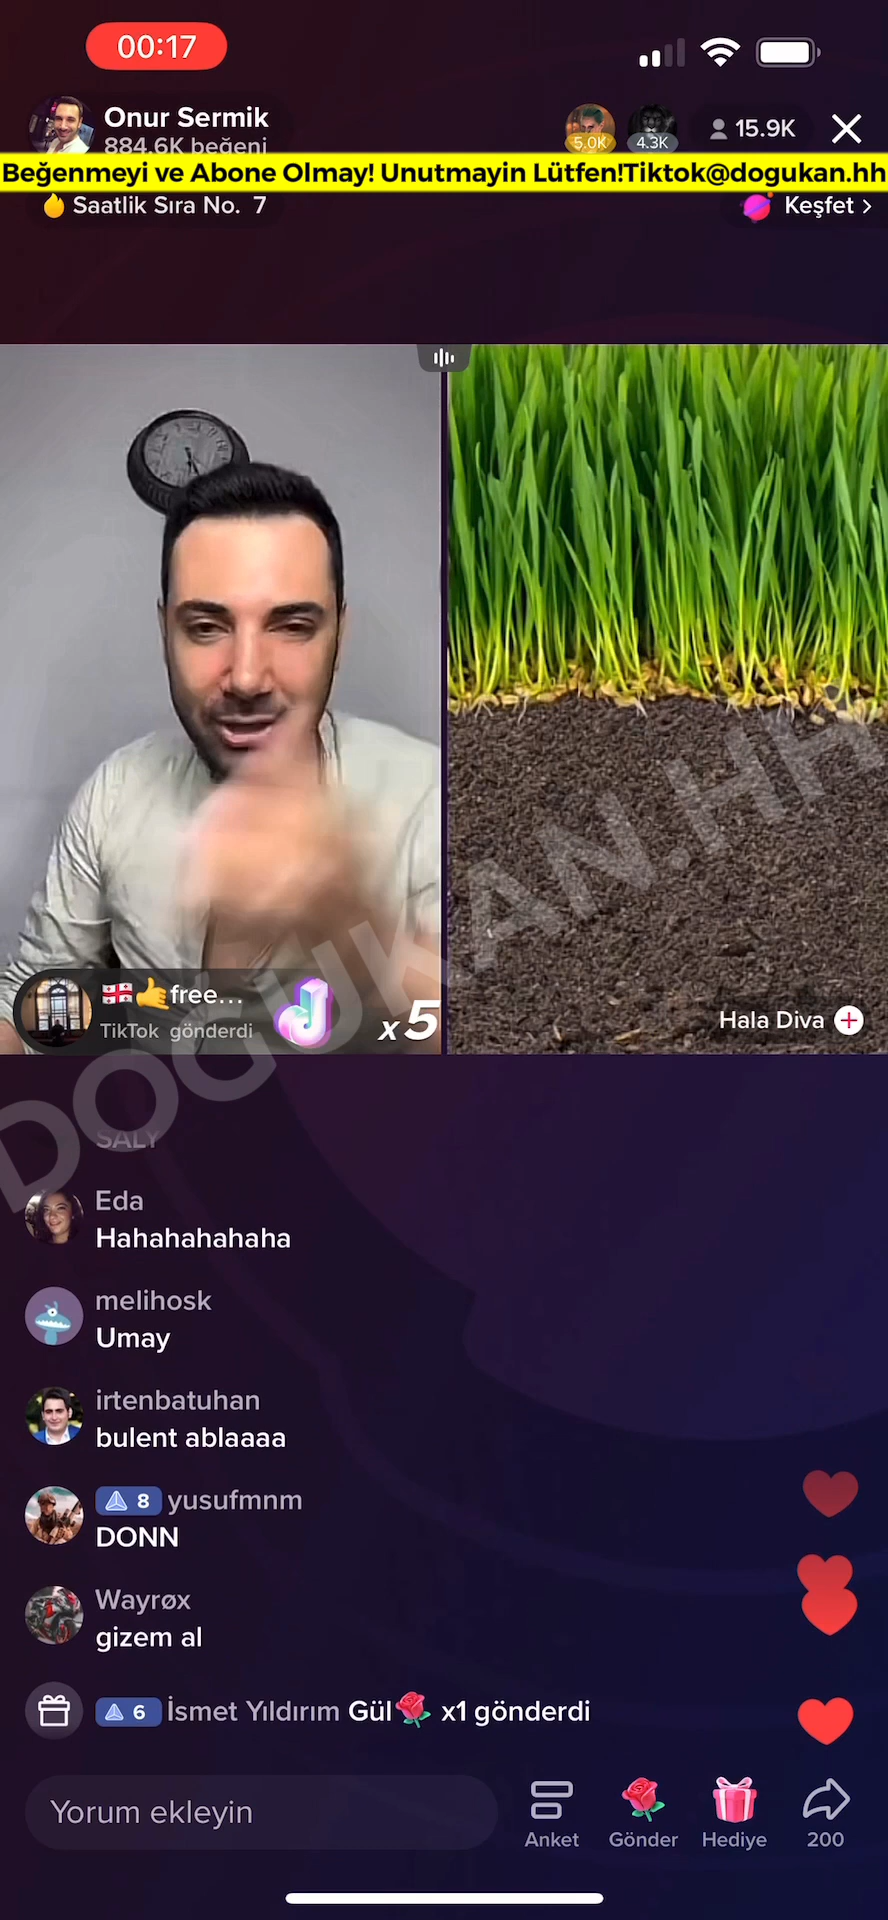 00:17
Onur Sermik
884.6K beğeni
5.0K
4.3K
15.9K
Beğenmeyi ve Abone Olmay! Unutmayin Lütfen!Tiktok@dogukan.hh
Saatlik Sıra No. 7
Keşfet >
free...
TikTok gönderdi
x5
Hala Diva
DOGUKAN.HH
SALY
Eda
Hahahahahaha
melihosk
Umay
irtenbatuhan
bulent ablaaaa
8 yusufmnm
DONN
Wayrøx
gizem al
6 İsmet Yıldırım Gül x1 gönderdi
Yorum ekleyin
Anket
Gönder
Hediye
200